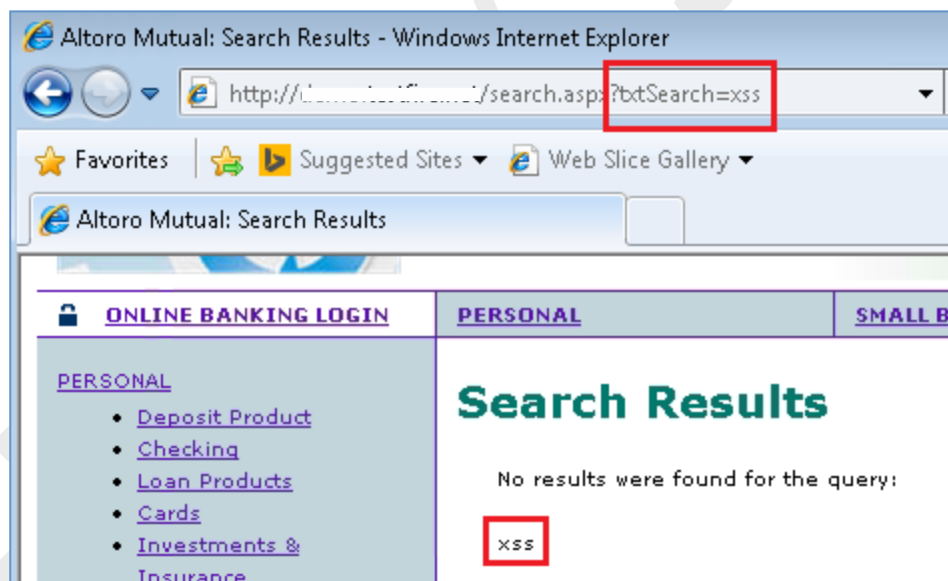 Altoro Mutual: Search Results - Windows Internet Explorer
http:// /search.aspx?txtSearch=xss
Favorites Suggested Sites Web Slice Gallery
Altoro Mutual: Search Results
ONLINE BANKING LOGIN PERSONAL SMALL B
PERSONAL
Search Results
Deposit Product
Checking
Loan Products
No results were found for the query:
Cards
Investments &
xss
Insurance